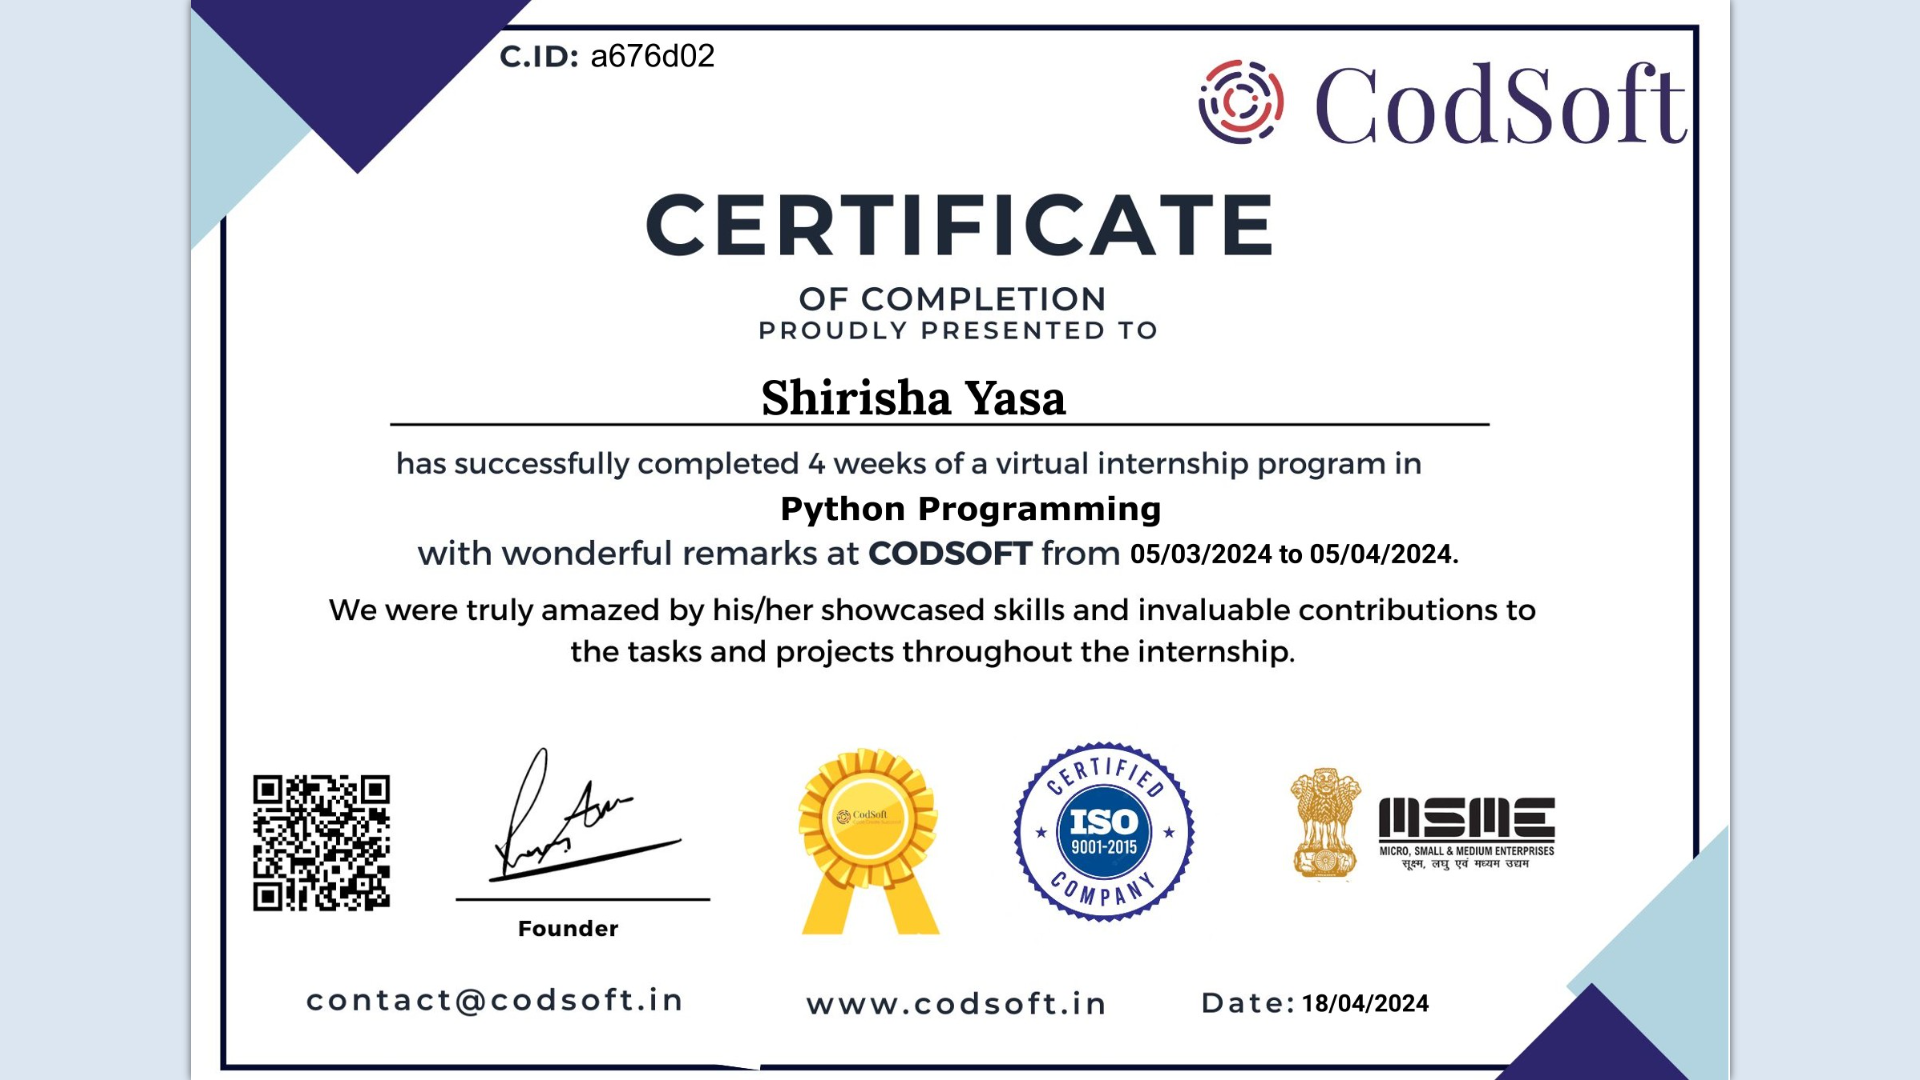 C.ID: a676d02
CodSoft
CERTIFICATE
OF COMPLETION
PROUDLY PRESENTED TO
Shirisha Yasa
has successfully completed 4 weeks of a virtual internship program in
Python Programming
with wonderful remarks at CODSOFT from 05/03/2024 to 05/04/2024.
We were truly amazed by his/her showcased skills and invaluable contributions to
the tasks and projects throughout the internship.
Founder
CodSoft
CERTIFIED
ISO
9001-2015
COMPANY
MSME
MICRO, SMALL & MEDIUM ENTERPRISES
सूक्ष्म, लघु एवं मध्यम उद्यम
contact@codsoft.in
www.codsoft.in
Date: 18/04/2024